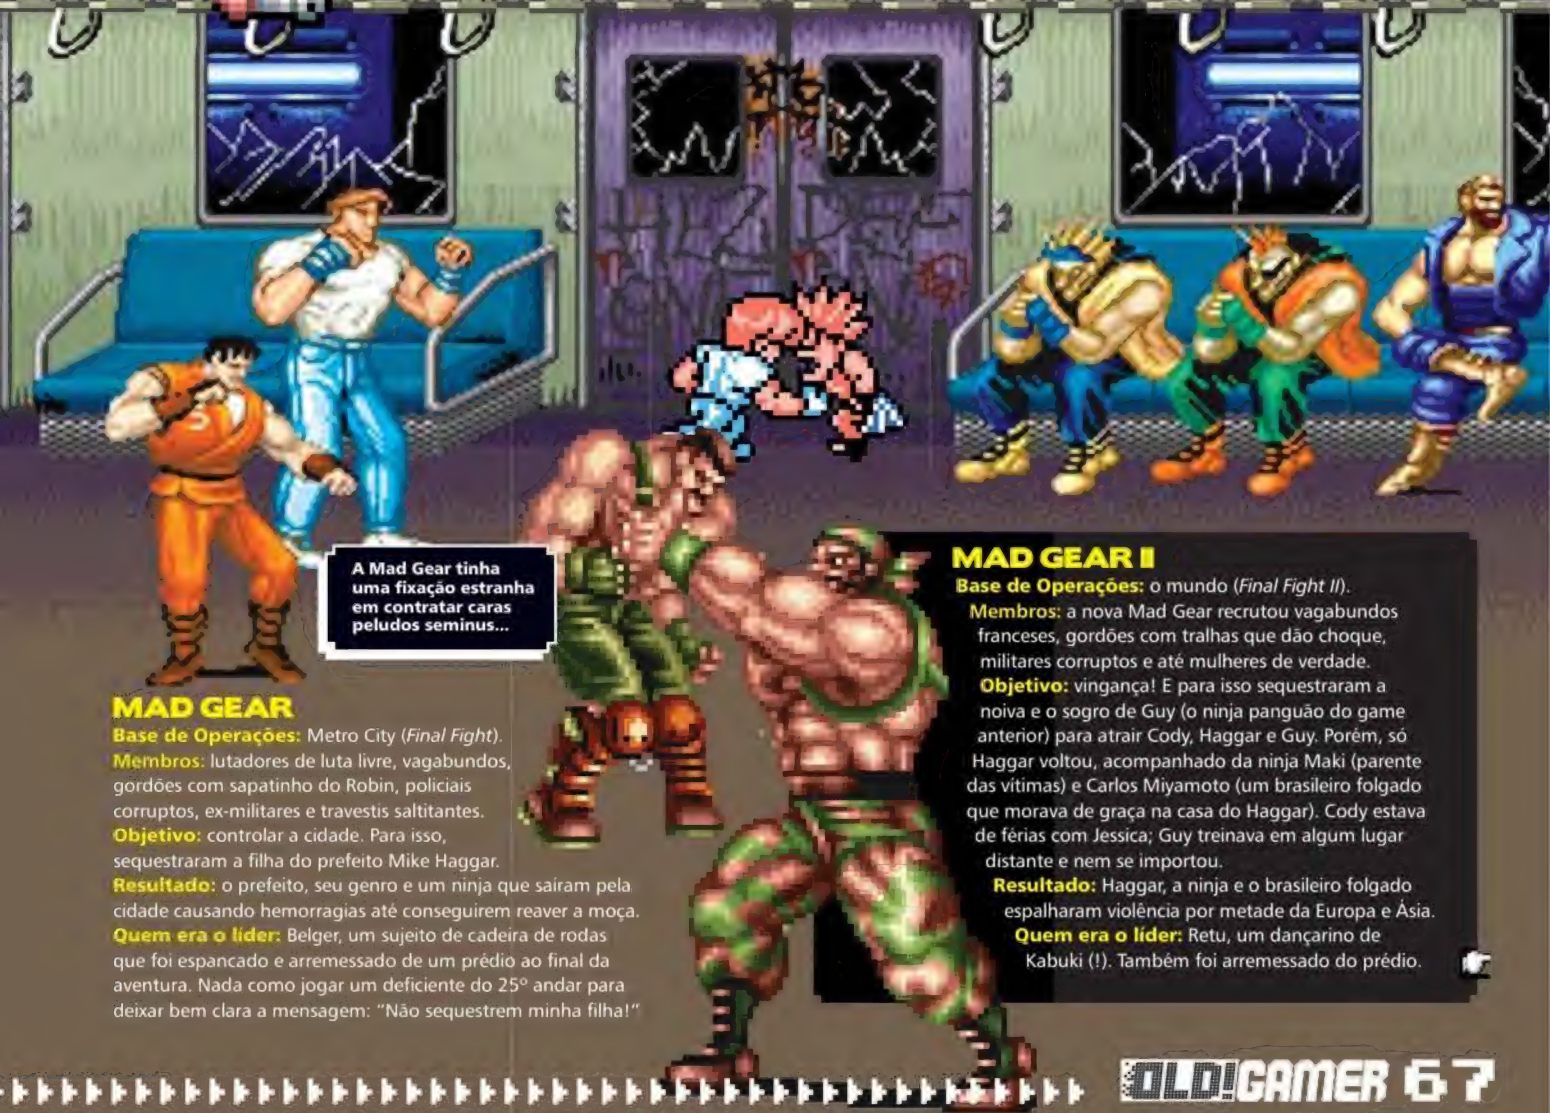 A Mad Gear tinha
uma fixação estranha
em contratar caras
peludos seminus...
MAD GEAR
Base de Operações: Metro City (Final Fight).
Membros: lutadores de luta livre, vagabundos,
gordões com sapatinho do Robin, policiais
corruptos, ex-militares e travestis saltitantes.
Objetivo: controlar a cidade. Para isso,
sequestraram a filha do prefeito Mike Haggar.
Resultado: o prefeito, seu genro e um ninja que saíram pela
cidade causando hemorragias até conseguirem reaver a moça.
Quem era o líder: Belger, um sujeito de cadeira de rodas
que foi espancado e arremessado de um prédio ao final da
aventura. Nada como jogar um deficiente do 25º andar para
deixar bem clara a mensagem: “Não sequestrem minha filha!”
MAD GEAR II
Base de Operações: o mundo (Final Fight II).
Membros: a nova Mad Gear recrutou vagabundos
franceses, gordões com tralhas que dão choque,
militares corruptos e até mulheres de verdade.
Objetivo: vingança! E para isso sequestraram a
noiva e o sogro de Guy (o ninja panguão do game
anterior) para atrair Cody, Haggar e Guy. Porém, só
Haggar voltou, acompanhado da ninja Maki (parente
das vítimas) e Carlos Miyamoto (um brasileiro folgado
que morava de graça na casa do Haggar). Cody estava
de férias com Jessica; Guy treinava em algum lugar
distante e nem se importou.
Resultado: Haggar, a ninja e o brasileiro folgado
espalharam violência por metade da Europa e Ásia.
Quem era o líder: Retu, um dançarino de
Kabuki (!). Também foi arremessado do prédio.
OLD!GAMER 67